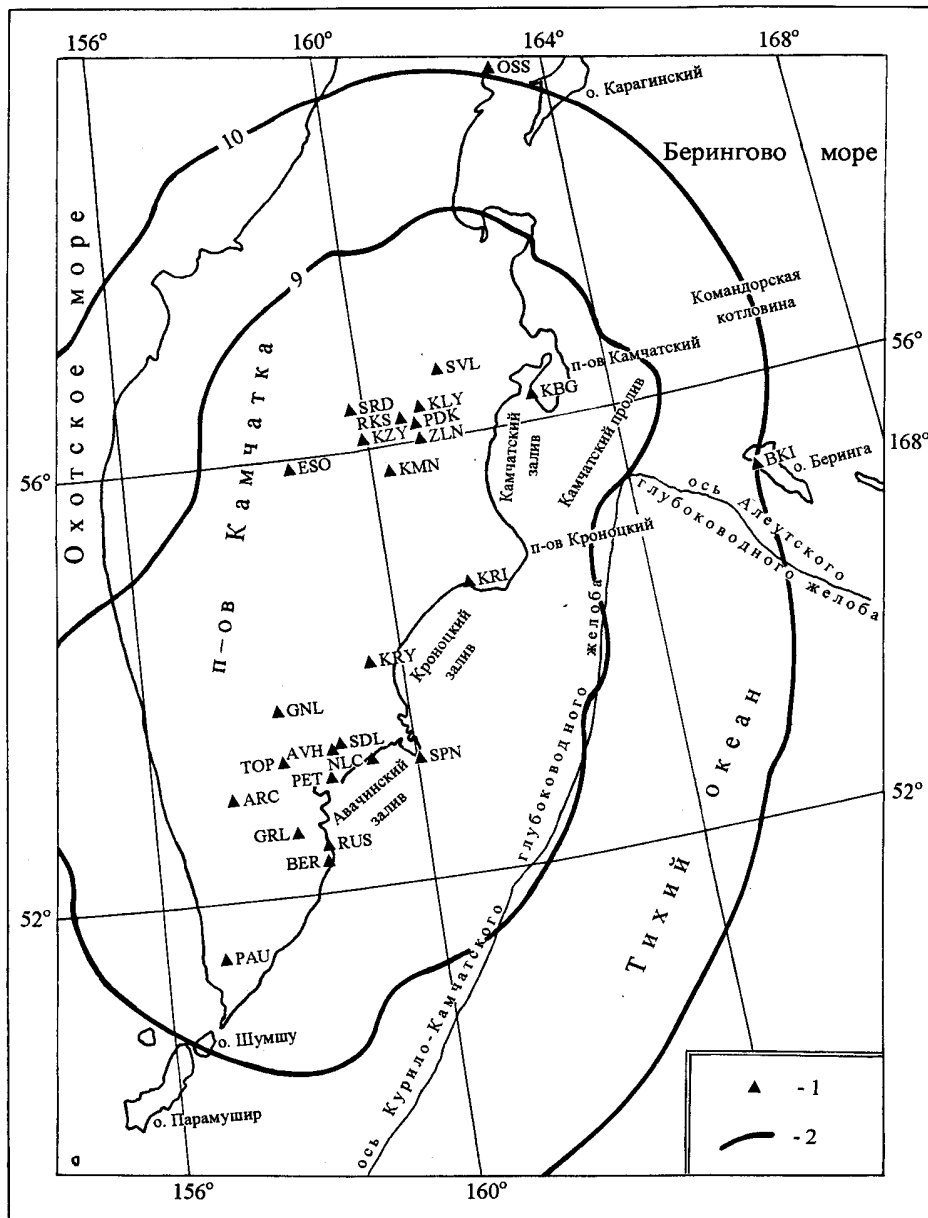 156°
160°
164°
168°
OSS
о. Карагинский
10
Берингово море
Охотское море
9
Командорская
котловина
56°
п-ов Камчатский
SVL
KBG
SRD
KLY
RKS
PDK
KZY
ZLN
ESO
KMN
п-ов Камчатка
Камчатский
залив
Камчатский пролив
168°
BKI
о. Беринга
56°
ось Алеутского
глубоководного желоба
п-ов Кроноцкий
KRI
Кроноцкий
залив
KRY
GNL
AVH
SDL
TOP
NLC
SPN
PET
ARC
Авачинский
залив
GRL
RUS
BER
52°
52°
PAU
Тихий океан
ось Курило-Камчатского глубоководного желоба
о. Шумшу
о. Парамушир
- 1
- 2
156°
160°